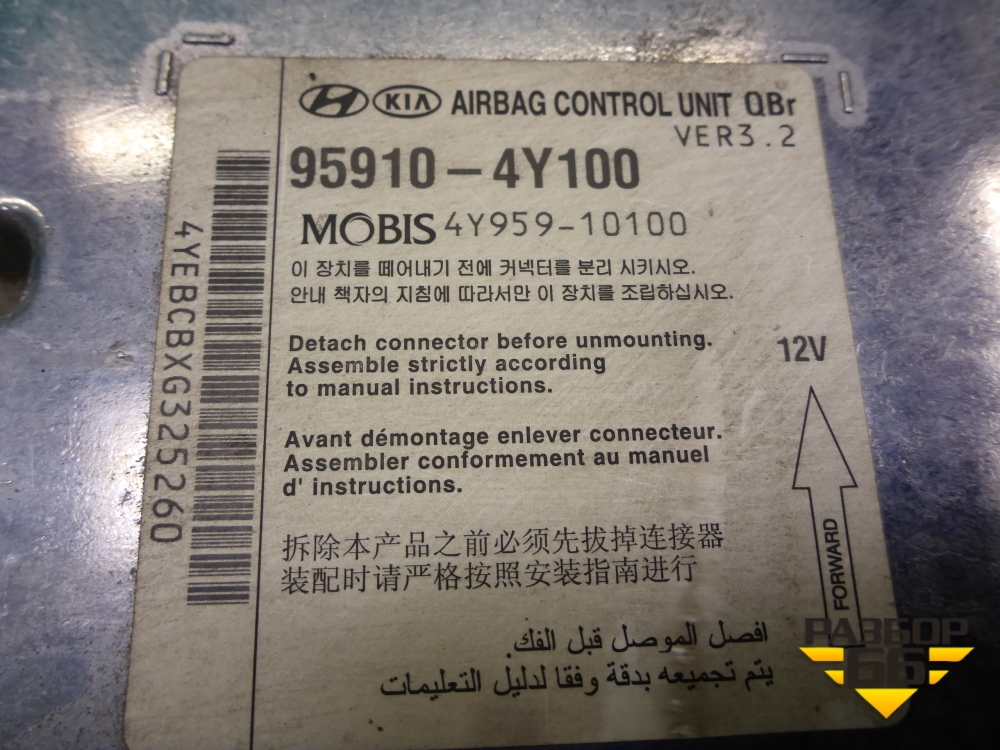 HYUNDAI KIA AIRBAG CONTROL UNIT QBr
VER3.2
95910-4Y100
MOBIS 4Y959-10100
이 장치를 떼어내기 전에 커넥터를 분리 시키시오.
안내 책자의 지침에 따라서만 이 장치를 조립하십시오.
Detach connector before unmounting.
Assemble strictly according
to manual instructions.
12V
FORWARD
Avant démontage enlever connecteur.
Assembler conformement au manuel
d' instructions.
拆除本产品之前必须先拔掉连接器
装配时请严格按照安装指南进行
افصل الموصل قبل الفك.
يتم تجميعه بدقة وفقا لدليل التعليمات
4YEBCBXG325260
РАЗБОР
66